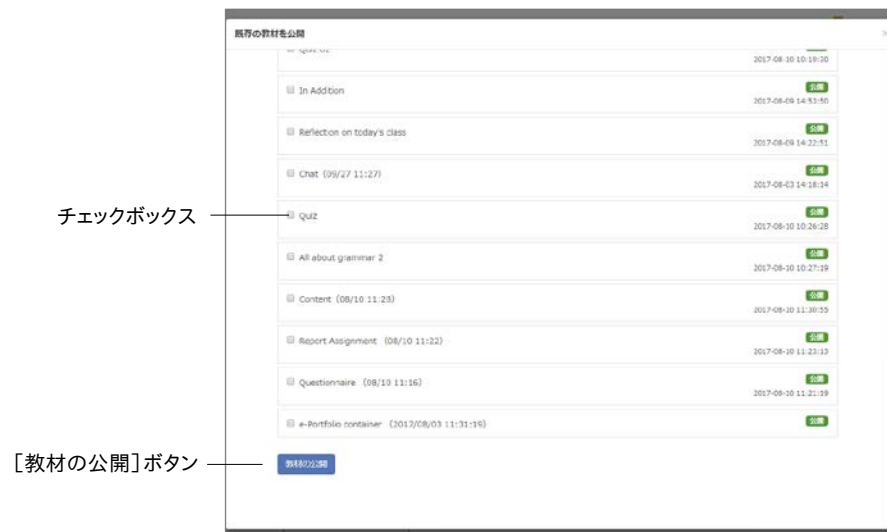 既存の教材を公開
×
2017-08-10 10:19:30
In Addition
公開
2017-08-09 14:53:50
Reflection on today's class
公開
2017-08-09 14:22:51
Chat (09/27 11:27)
公開
2017-08-03 14:18:14
チェックボックス
Quiz
公開
2017-08-10 10:26:28
All about grammar 2
公開
2017-08-10 10:27:19
Content (08/10 11:23)
公開
2017-08-10 11:30:55
Report Assignment (08/10 11:22)
公開
2017-08-10 11:23:13
Questionnaire (08/10 11:16)
公開
2017-08-10 11:21:19
e-Portfolio container (2017/08/03 11:31:19)
公開
[教材の公開]ボタン
教材の公開